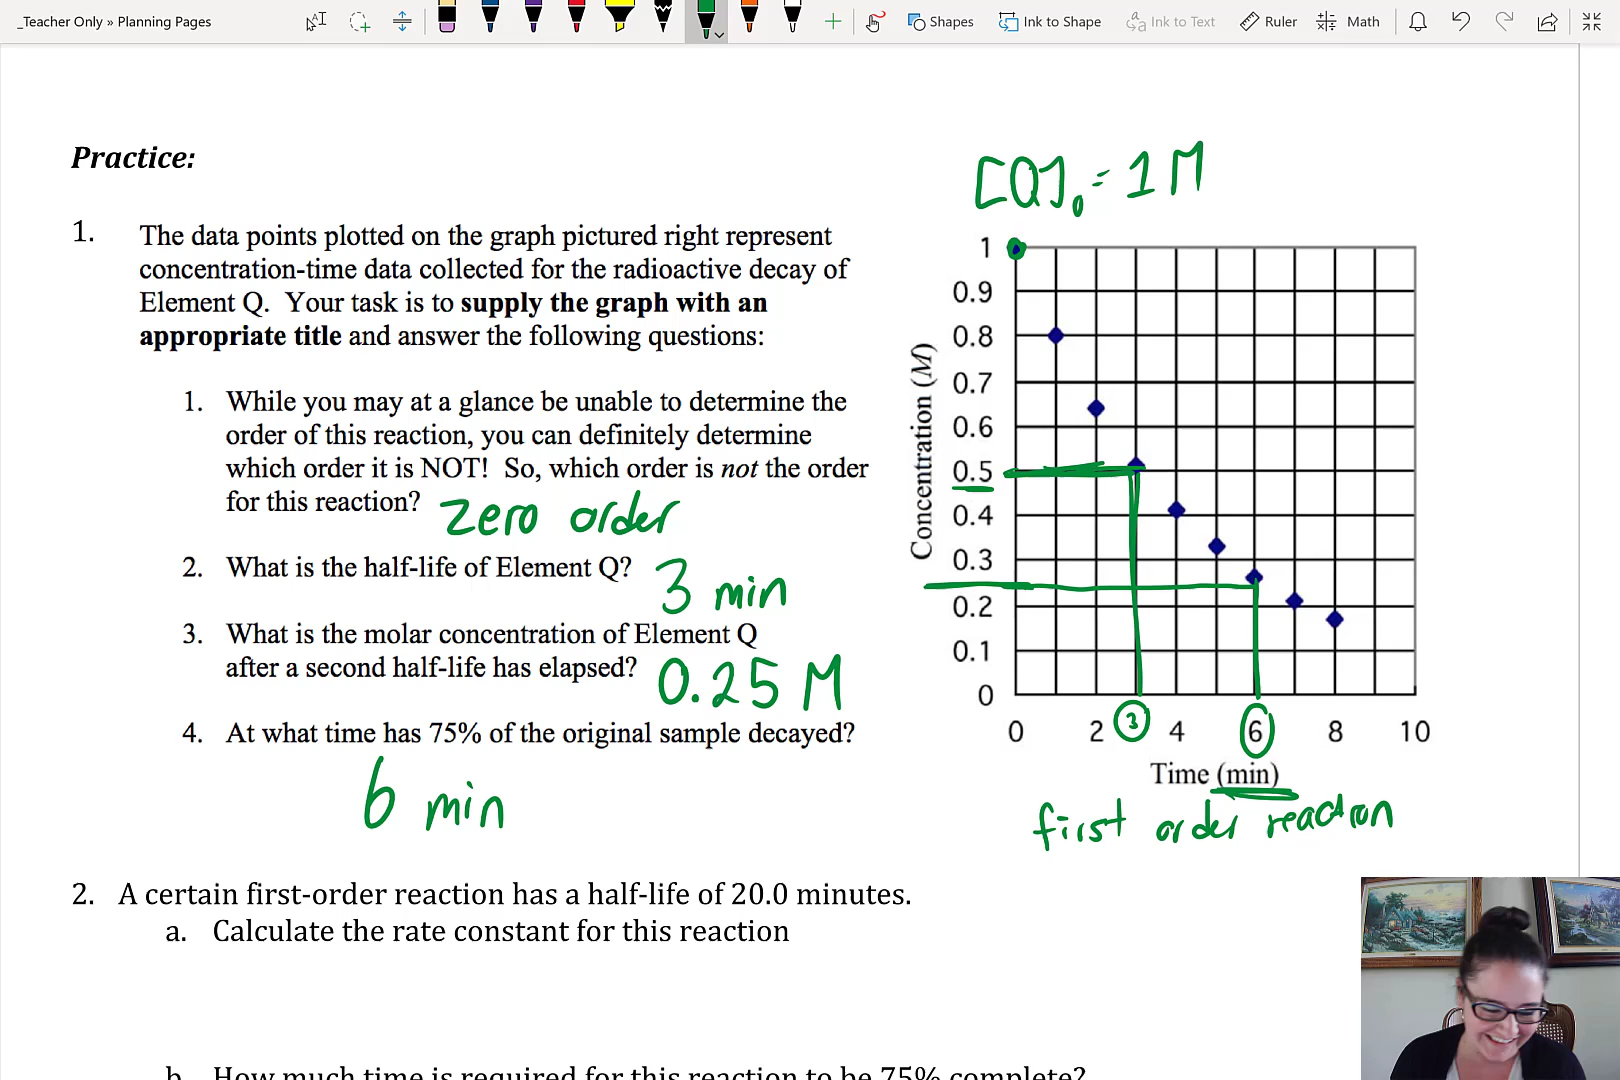 _Teacher Only » Planning Pages
Shapes
Ink to Shape
Ink to Text
Ruler
Math
Practice:
[Q]₀ = 1 M
1. The data points plotted on the graph pictured right represent
concentration-time data collected for the radioactive decay of
Element Q. Your task is to supply the graph with an
appropriate title and answer the following questions:
1. While you may at a glance be unable to determine the
order of this reaction, you can definitely determine
which order it is NOT! So, which order is not the order
for this reaction? zero order
2. What is the half-life of Element Q? 3 min
3. What is the molar concentration of Element Q
after a second half-life has elapsed? 0.25 M
4. At what time has 75% of the original sample decayed?
6 min
Concentration (M)
1
0.9
0.8
0.7
0.6
0.5
0.4
0.3
0.2
0.1
0
0 2 3 4 6 8 10
Time (min)
first order reaction
2. A certain first-order reaction has a half-life of 20.0 minutes.
a. Calculate the rate constant for this reaction
b. How much time is required for this reaction to be 75% complete?